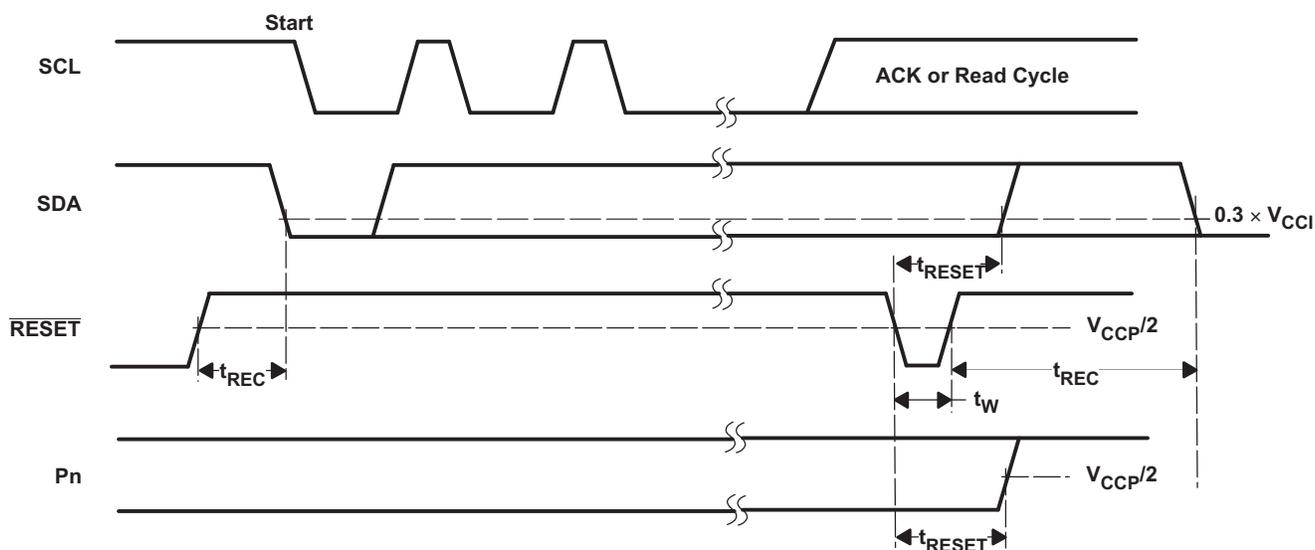 Start
SCL
ACK or Read Cycle
SDA
0.3 × VCCI
tRESET
RESET
VCCP/2
tREC
tREC
tW
Pn
VCCP/2
tRESET